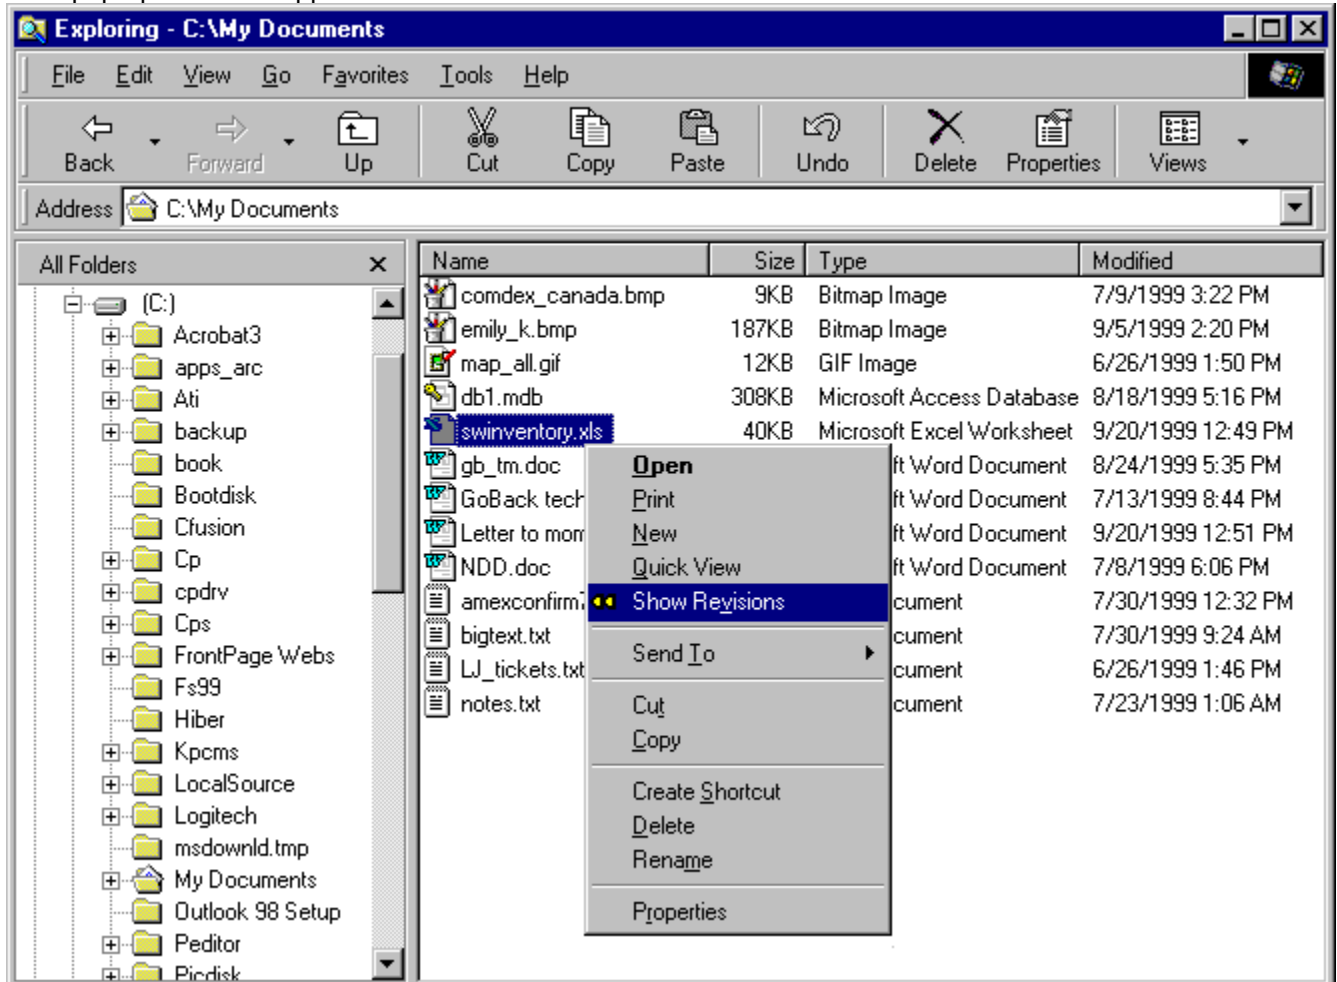 Exploring - C:\My Documents
File Edit View Go Favorites Tools Help
Back Forward Up Cut Copy Paste Undo Delete Properties Views
Address C:\My Documents
All Folders
(C:)
Acrobat3
apps_arc
Ati
backup
book
Bootdisk
Cfusion
Cp
cpdrv
Cps
FrontPage Webs
Fs99
Hiber
Kpcms
LocalSource
Logitech
msdownld.tmp
My Documents
Outlook 98 Setup
Peditor
Picdisk
Name Size Type Modified
comdex_canada.bmp 9KB Bitmap Image 7/9/1999 3:22 PM
emily_k.bmp 187KB Bitmap Image 9/5/1999 2:20 PM
map_all.gif 12KB GIF Image 6/26/1999 1:50 PM
db1.mdb 308KB Microsoft Access Database 8/18/1999 5:16 PM
swinventory.xls 40KB Microsoft Excel Worksheet 9/20/1999 12:49 PM
gb_tm.doc ft Word Document 8/24/1999 5:35 PM
GoBack tech ft Word Document 7/13/1999 8:44 PM
Letter to mom ft Word Document 9/20/1999 12:51 PM
NDD.doc ft Word Document 7/8/1999 6:06 PM
amexconfirm7 cument 7/30/1999 12:32 PM
bigtext.txt cument 7/30/1999 9:24 AM
LJ_tickets.txt cument 6/26/1999 1:46 PM
notes.txt cument 7/23/1999 1:06 AM
Open
Print
New
Quick View
Show Revisions
Send To
Cut
Copy
Create Shortcut
Delete
Rename
Properties